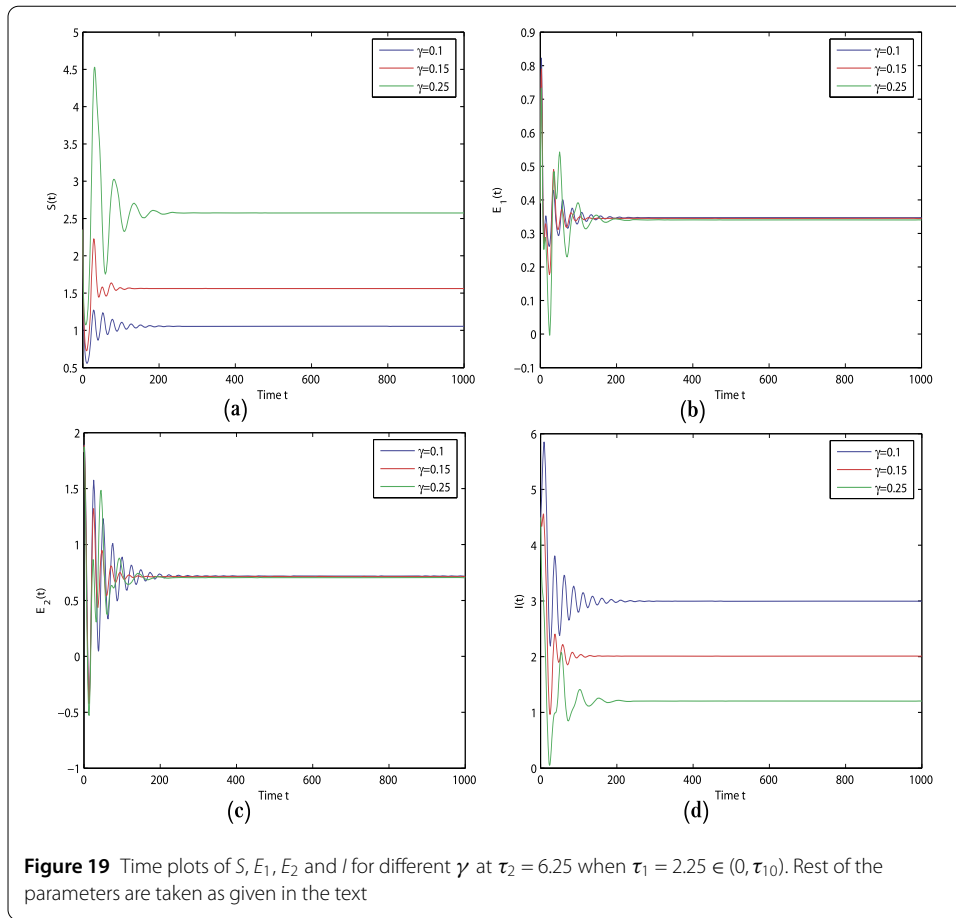 5
4.5
4
3.5
3
2.5
2
1.5
1
0.5
S(t)
γ=0.1
γ=0.15
γ=0.25
0 200 400 600 800 1000
Time t
(a)
0.9
0.8
0.7
0.6
0.5
0.4
0.3
0.2
0.1
0
−0.1
E₁(t)
γ=0.1
γ=0.15
γ=0.25
0 200 400 600 800 1000
Time t
(b)
2
1.5
1
0.5
0
−0.5
−1
E₂(t)
γ=0.1
γ=0.15
γ=0.25
0 200 400 600 800 1000
Time t
(c)
6
5
4
3
2
1
0
I(t)
γ=0.1
γ=0.15
γ=0.25
0 200 400 600 800 1000
Time t
(d)
Figure 19 Time plots of S, E₁, E₂ and I for different γ at τ₂ = 6.25 when τ₁ = 2.25 ∈ (0, τ₁₀). Rest of the
parameters are taken as given in the text